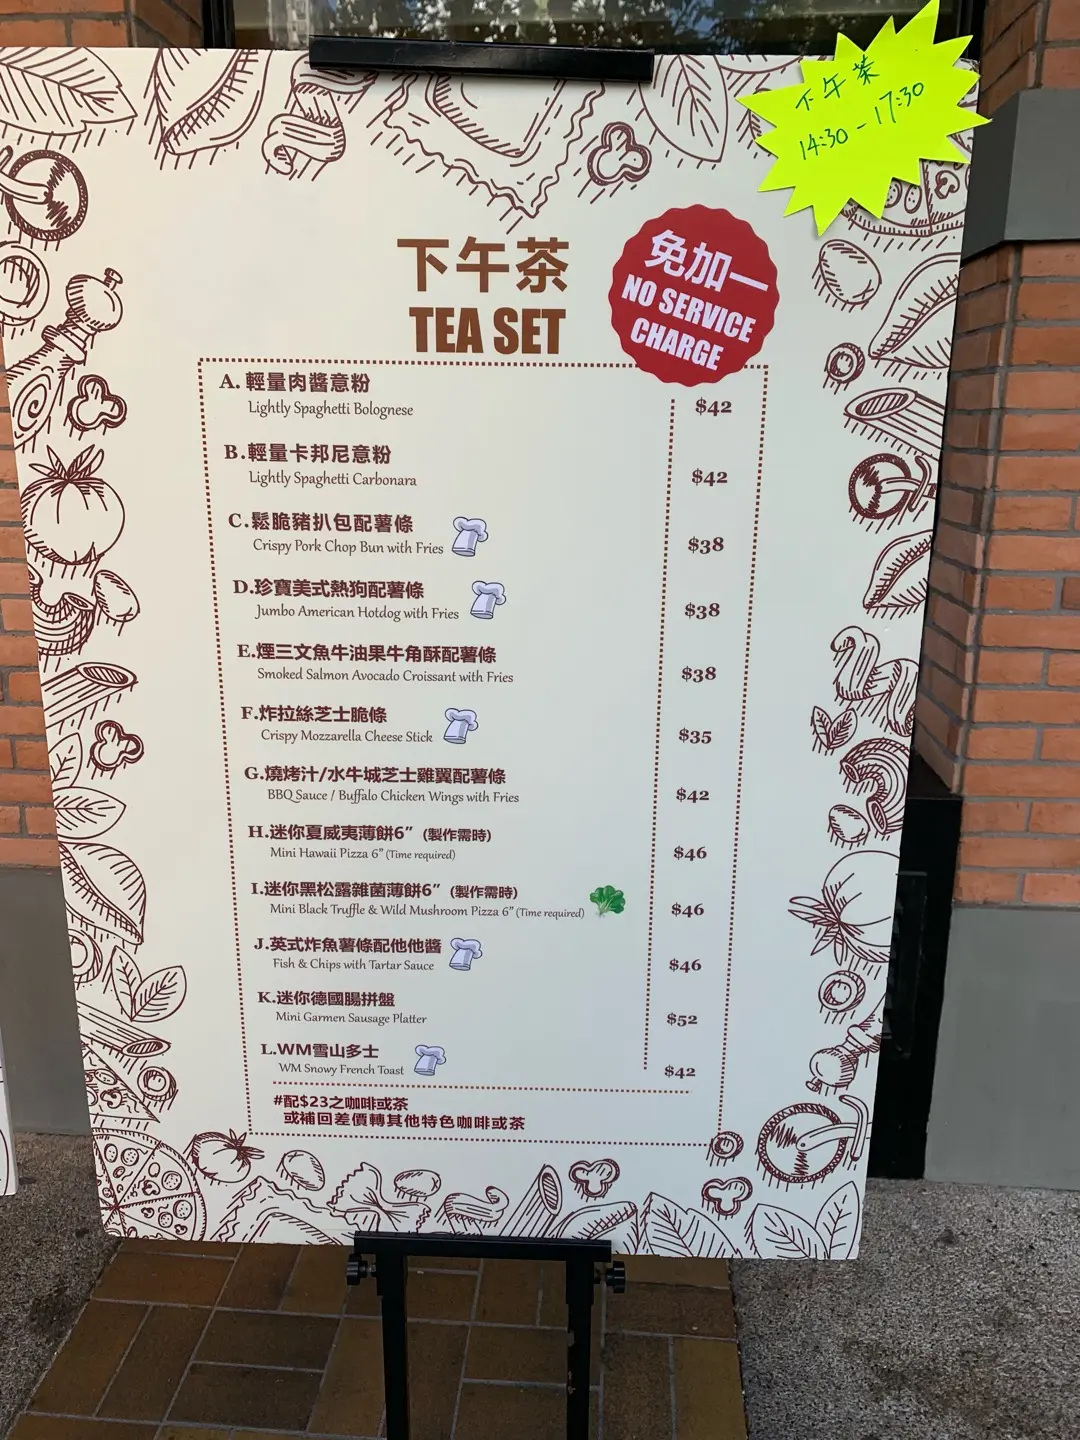 下午茶
14:30 - 17:30
下午茶
TEA SET
免加一
NO SERVICE
CHARGE
A. 輕量肉醬意粉
Lightly Spaghetti Bolognese
$42
B. 輕量卡邦尼意粉
Lightly Spaghetti Carbonara
$42
C. 鬆脆豬扒包配薯條
Crispy Pork Chop Bun with Fries
$38
D. 珍寶美式熱狗配薯條
Jumbo American Hotdog with Fries
$38
E. 煙三文魚牛油果牛角酥配薯條
Smoked Salmon Avocado Croissant with Fries
$38
F. 炸拉絲芝士脆條
Crispy Mozzarella Cheese Stick
$35
G. 燒烤汁/水牛城芝士雞翼配薯條
BBQ Sauce / Buffalo Chicken Wings with Fries
$42
H. 迷你夏威夷薄餅6” (製作需時)
Mini Hawaii Pizza 6” (Time required)
$46
I. 迷你黑松露雜菌薄餅6” (製作需時)
Mini Black Truffle & Wild Mushroom Pizza 6” (Time required)
$46
J. 英式炸魚薯條配他他醬
Fish & Chips with Tartar Sauce
$46
K. 迷你德國腸拼盤
Mini Garmen Sausage Platter
$52
L. WM雪山多士
WM Snowy French Toast
$42
#配$23之咖啡或茶
或補回差價轉其他特色咖啡或茶